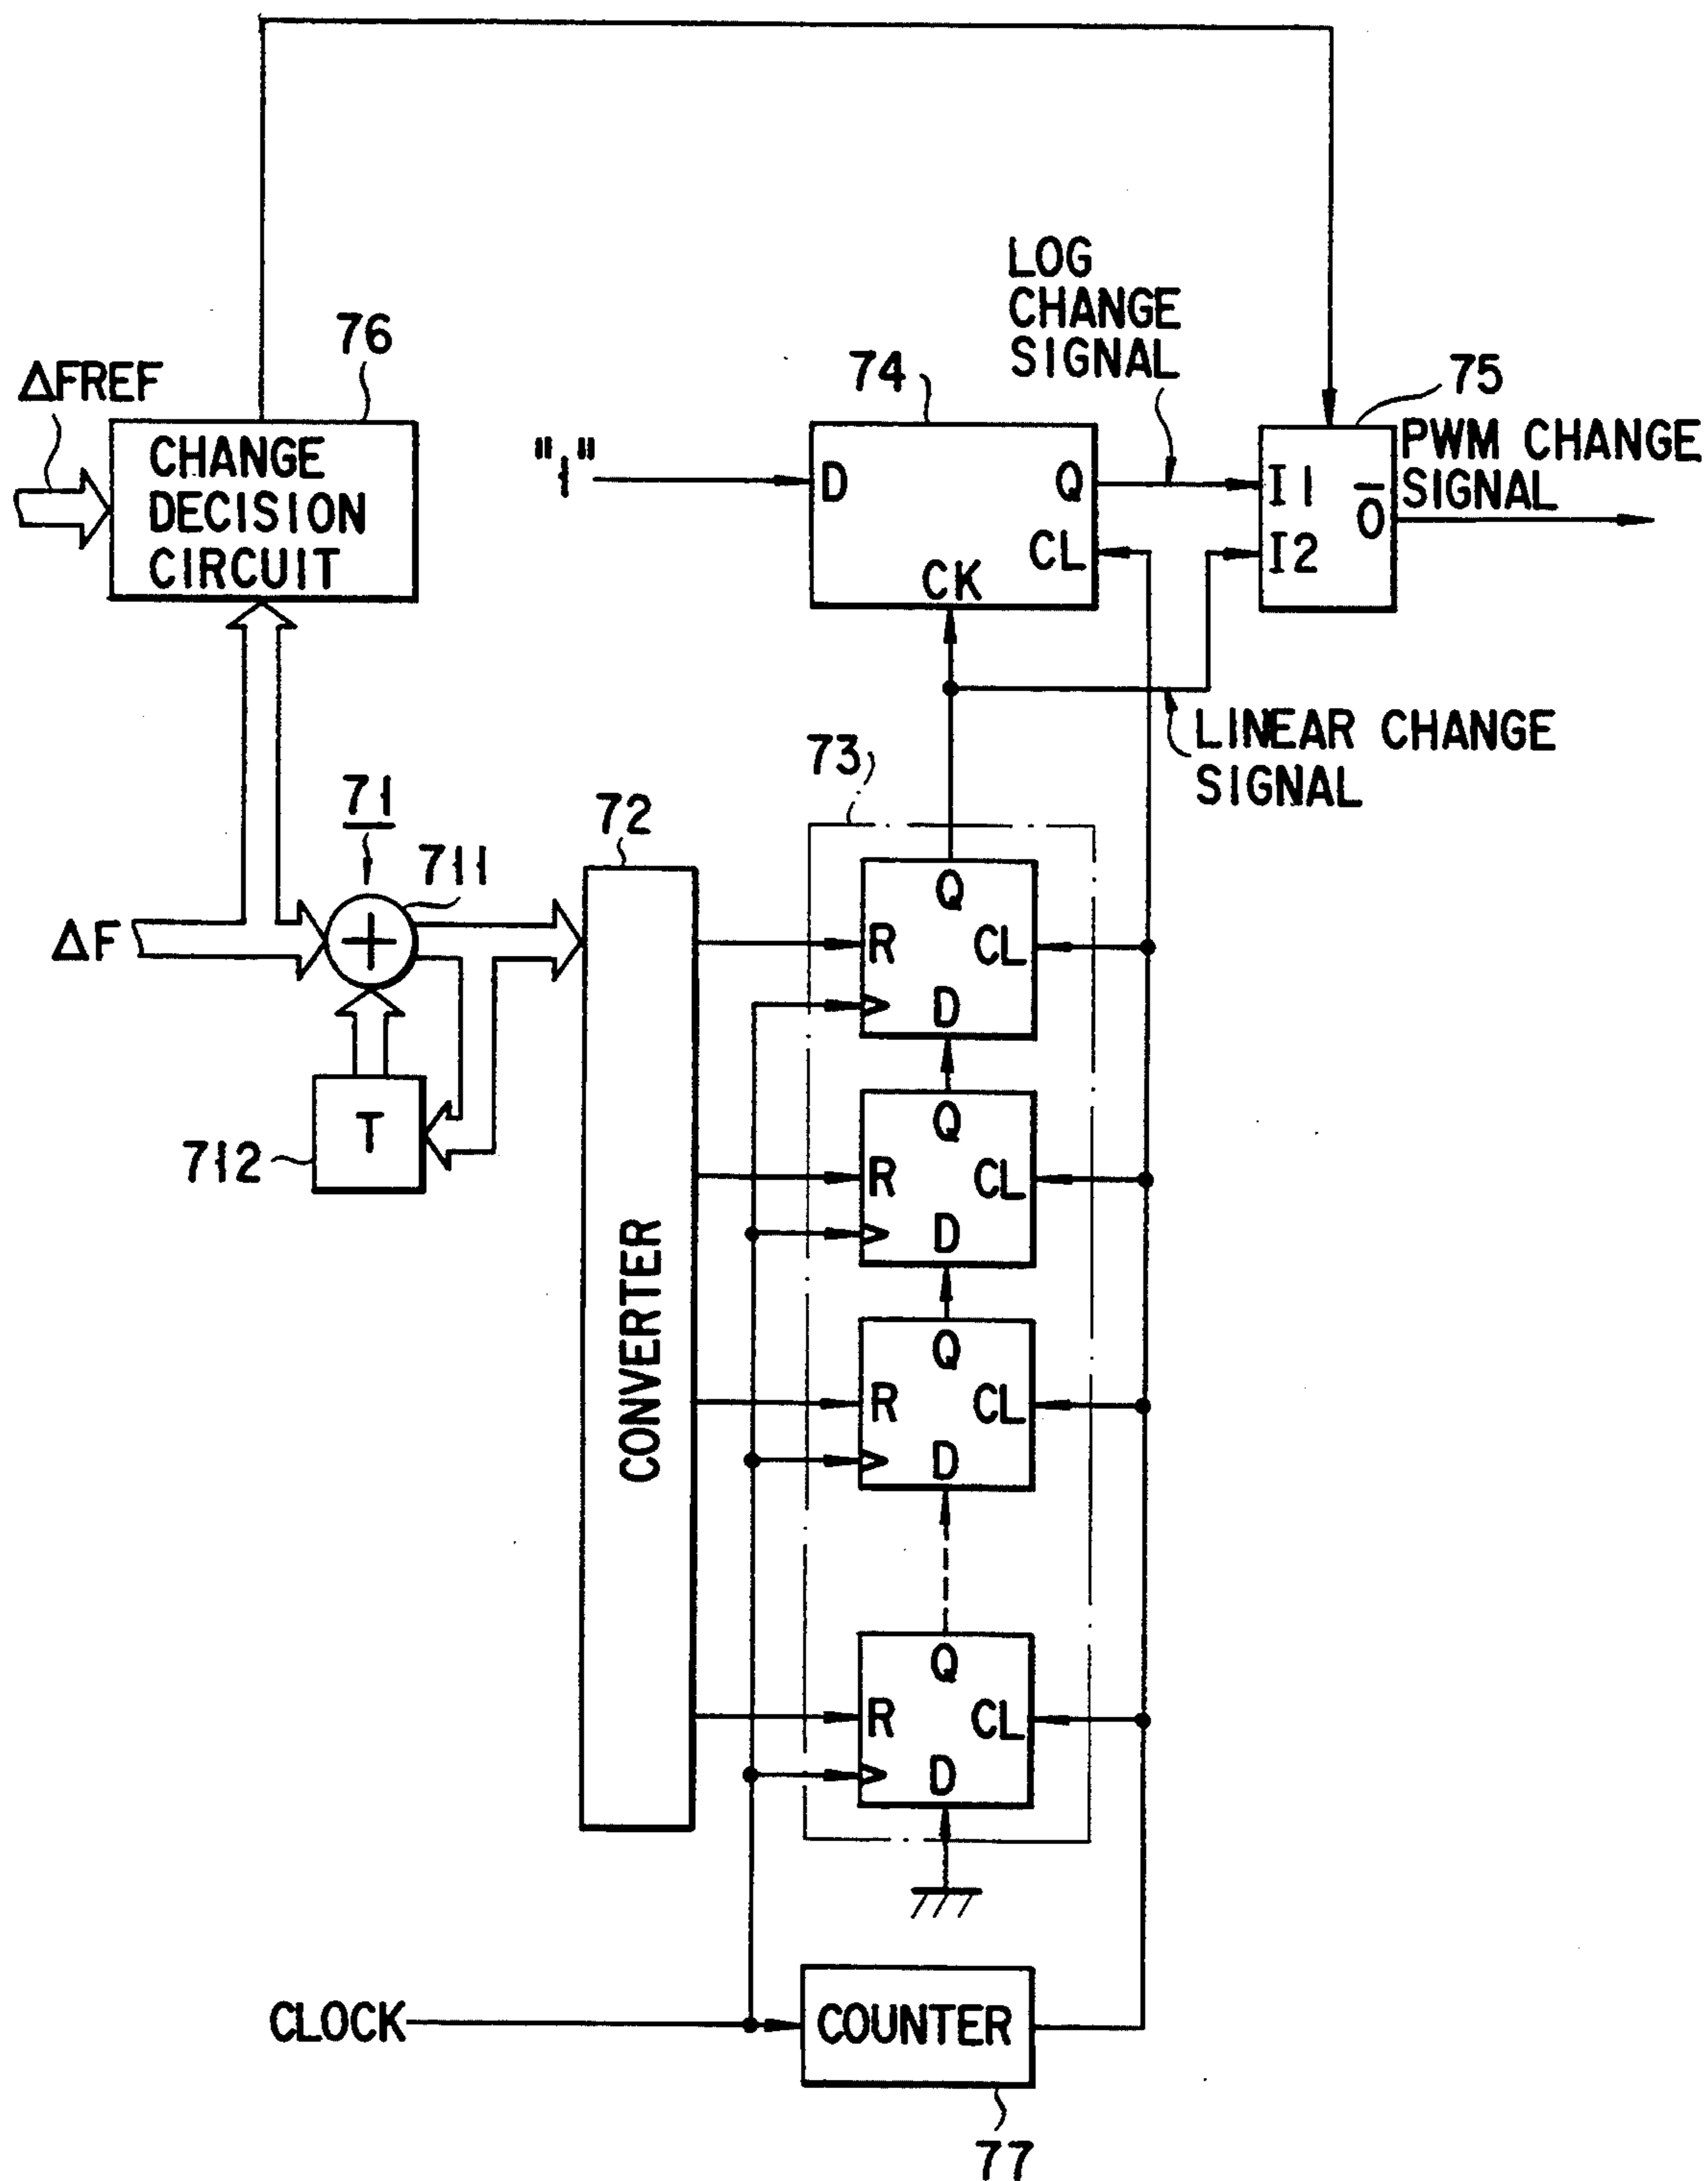 LOG
CHANGE
SIGNAL
76
ΔFREF
74
75
CHANGE
DECISION
CIRCUIT
"1"
D
Q
CL
CK
I1
I2
O̅
PWM CHANGE
SIGNAL
LINEAR CHANGE
SIGNAL
73
71
72
711
ΔF
T
712
CONVERTER
Q
R
CL
D
Q
R
CL
D
Q
R
CL
D
Q
R
CL
D
CLOCK
COUNTER
77